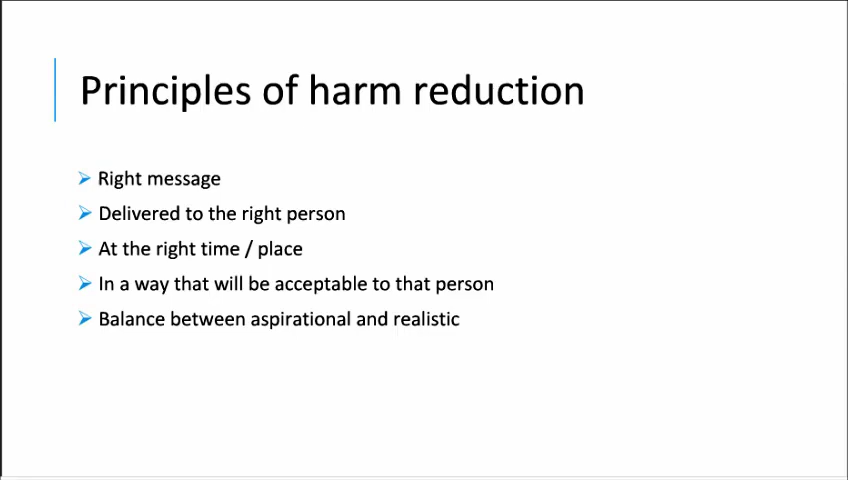 Principles of harm reduction
Right message
Delivered to the right person
At the right time / place
In a way that will be acceptable to that person
Balance between aspirational and realistic